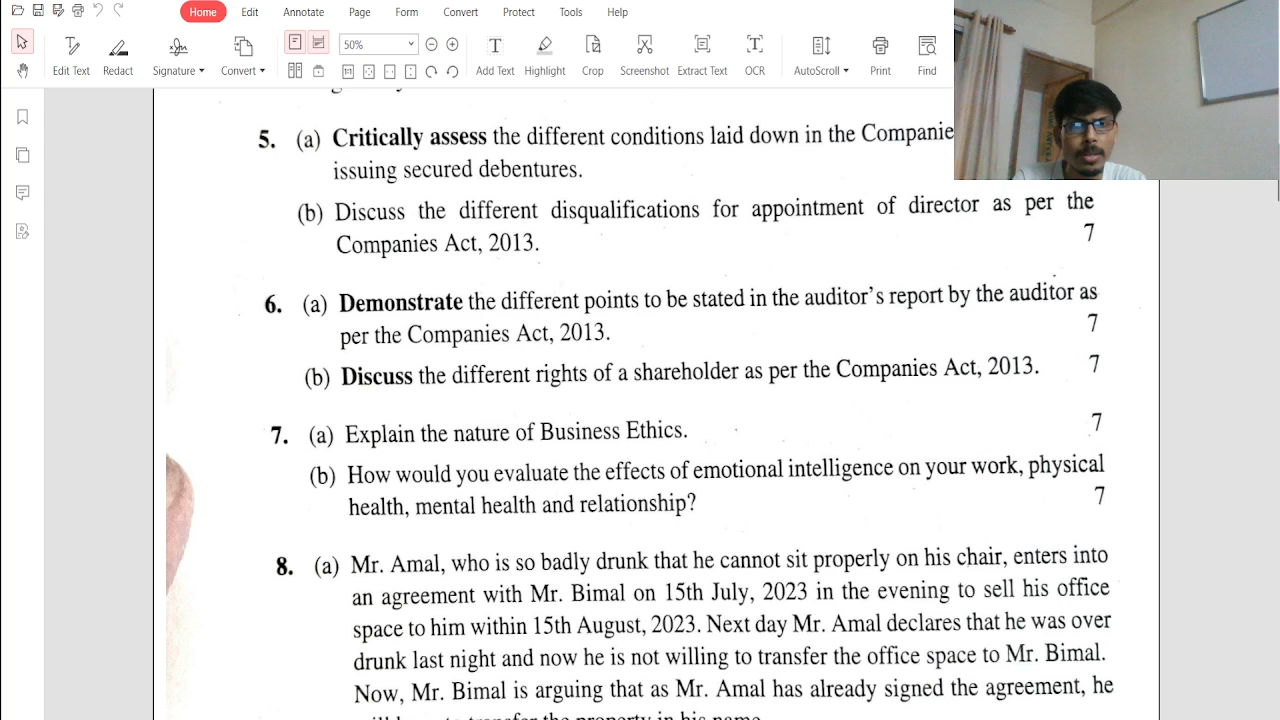 Home Edit Annotate Page Form Convert Protect Tools Help
50%
Edit Text Redact Signature Convert Add Text Highlight Crop Screenshot Extract Text OCR AutoScroll Print Find
5. (a) Critically assess the different conditions laid down in the Companie
issuing secured debentures.
(b) Discuss the different disqualifications for appointment of director as per the
Companies Act, 2013. 7
6. (a) Demonstrate the different points to be stated in the auditor's report by the auditor as
per the Companies Act, 2013. 7
(b) Discuss the different rights of a shareholder as per the Companies Act, 2013. 7
7. (a) Explain the nature of Business Ethics. 7
(b) How would you evaluate the effects of emotional intelligence on your work, physical
health, mental health and relationship? 7
8. (a) Mr. Amal, who is so badly drunk that he cannot sit properly on his chair, enters into
an agreement with Mr. Bimal on 15th July, 2023 in the evening to sell his office
space to him within 15th August, 2023. Next day Mr. Amal declares that he was over
drunk last night and now he is not willing to transfer the office space to Mr. Bimal.
Now, Mr. Bimal is arguing that as Mr. Amal has already signed the agreement, he
will have to transfer the property in his name